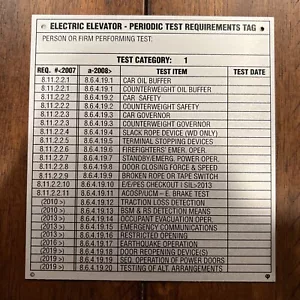 ELECTRIC ELEVATOR - PERIODIC TEST REQUIREMENTS TAG
PERSON OR FIRM PERFORMING TEST:
TEST CATEGORY: 1
REQ. #<2007 a-2008> TEST ITEM TEST DATE
8.11.2.2.1 8.6.4.19.1 CAR OIL BUFFER
8.11.2.2.1 8.6.4.19.1 COUNTERWEIGHT OIL BUFFER
8.11.2.2.2 8.6.4.19.2 CAR SAFETY
8.11.2.2.2 8.6.4.19.2 COUNTERWEIGHT SAFETY
8.11.2.2.3 8.6.4.19.3 CAR GOVERNOR
8.11.2.2.3 8.6.4.19.3 COUNTERWEIGHT GOVERNOR
8.11.2.2.4 8.6.4.19.4 SLACK ROPE DEVICE (WD ONLY)
8.11.2.2.5 8.6.4.19.5 TERMINAL STOPPING DEVICES
8.11.2.2.6 8.6.4.19.6 FIREFIGHTERS' EMER. OPER.
8.11.2.2.7 8.6.4.19.7 STANDBY/EMERG. POWER OPER.
8.11.2.2.8 8.6.4.19.8 DOOR CLOSING FORCE & SPEED
8.11.2.2.9 8.6.4.19.9 BROKEN ROPE OR TAPE SWITCH
8.11.2.2.10 8.6.4.19.10 E/E/PES CHECKOUT I SIL>2013
8.11.2.2.11 8.6.4.19.11 ACOSP/UCM - E. BRAKE TEST
(2010 >) 8.6.4.19.12 TRACTION LOSS DETECTION
(2010 >) 8.6.4.19.13 BSM & RS DETECTION MEANS
(2013 >) 8.6.4.19.14 OCCUPANT EVACUATION OPER.
(2013 >) 8.6.4.19.15 EMERGENCY COMMUNICATIONS
(2016 >) 8.6.4.19.16 RESTRICTED OPENING
(2016 >) 8.6.4.19.17 EARTHQUAKE OPERATION
(2019 >) 8.6.4.19.18 DOOR REOPENING DEVICE(S)
(2019 >) 8.6.4.19.19 SEQ. OPERATION OF POWER DOORS
(2019 >) 8.6.4.19.20 TESTING OF ALT. ARRANGEMENTS